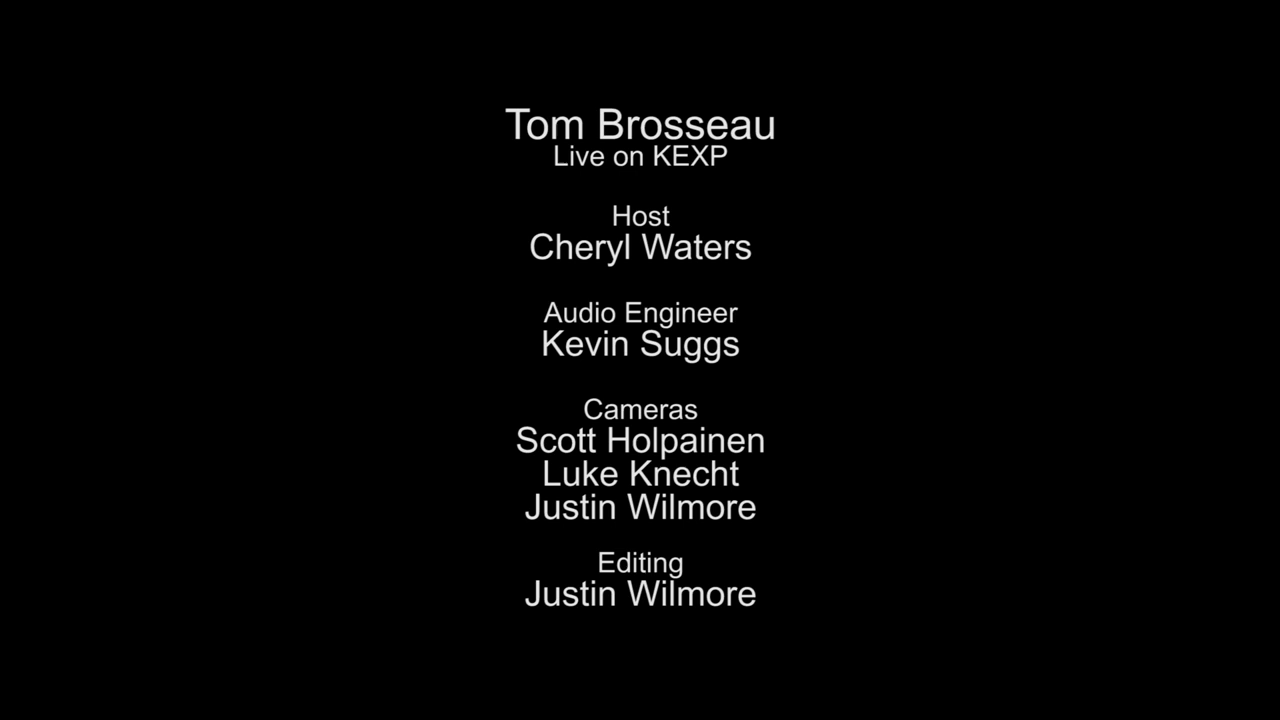 Tom Brosseau
Live on KEXP
Host
Cheryl Waters
Audio Engineer
Kevin Suggs
Cameras
Scott Holpainen
Luke Knecht
Justin Wilmore
Editing
Justin Wilmore